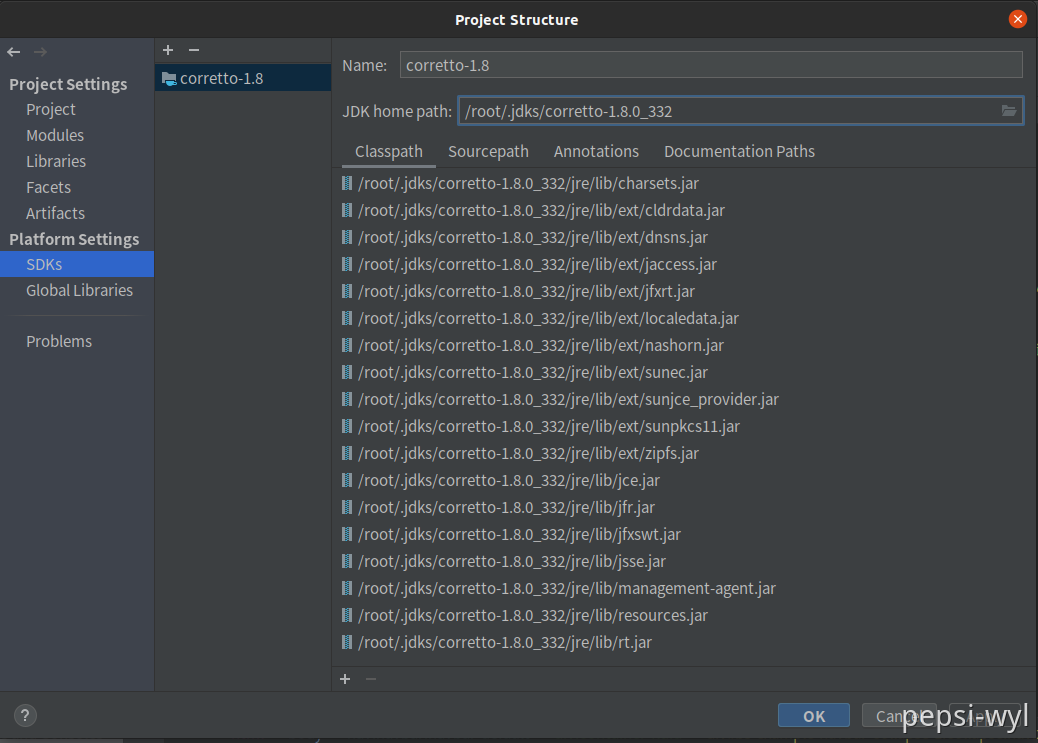 Project Structure
Project Settings
Project
Modules
Libraries
Facets
Artifacts
Platform Settings
SDKs
Global Libraries
Problems
corretto-1.8
Name: corretto-1.8
JDK home path: /root/.jdks/corretto-1.8.0_332
Classpath Sourcepath Annotations Documentation Paths
/root/.jdks/corretto-1.8.0_332/jre/lib/charsets.jar
/root/.jdks/corretto-1.8.0_332/jre/lib/ext/cldrdata.jar
/root/.jdks/corretto-1.8.0_332/jre/lib/ext/dnsns.jar
/root/.jdks/corretto-1.8.0_332/jre/lib/ext/jaccess.jar
/root/.jdks/corretto-1.8.0_332/jre/lib/ext/jfxrt.jar
/root/.jdks/corretto-1.8.0_332/jre/lib/ext/localedata.jar
/root/.jdks/corretto-1.8.0_332/jre/lib/ext/nashorn.jar
/root/.jdks/corretto-1.8.0_332/jre/lib/ext/sunec.jar
/root/.jdks/corretto-1.8.0_332/jre/lib/ext/sunjce_provider.jar
/root/.jdks/corretto-1.8.0_332/jre/lib/ext/sunpkcs11.jar
/root/.jdks/corretto-1.8.0_332/jre/lib/ext/zipfs.jar
/root/.jdks/corretto-1.8.0_332/jre/lib/jce.jar
/root/.jdks/corretto-1.8.0_332/jre/lib/jfr.jar
/root/.jdks/corretto-1.8.0_332/jre/lib/jfxswt.jar
/root/.jdks/corretto-1.8.0_332/jre/lib/jsse.jar
/root/.jdks/corretto-1.8.0_332/jre/lib/management-agent.jar
/root/.jdks/corretto-1.8.0_332/jre/lib/resources.jar
/root/.jdks/corretto-1.8.0_332/jre/lib/rt.jar
? OK Cancel
pepsi-wyl